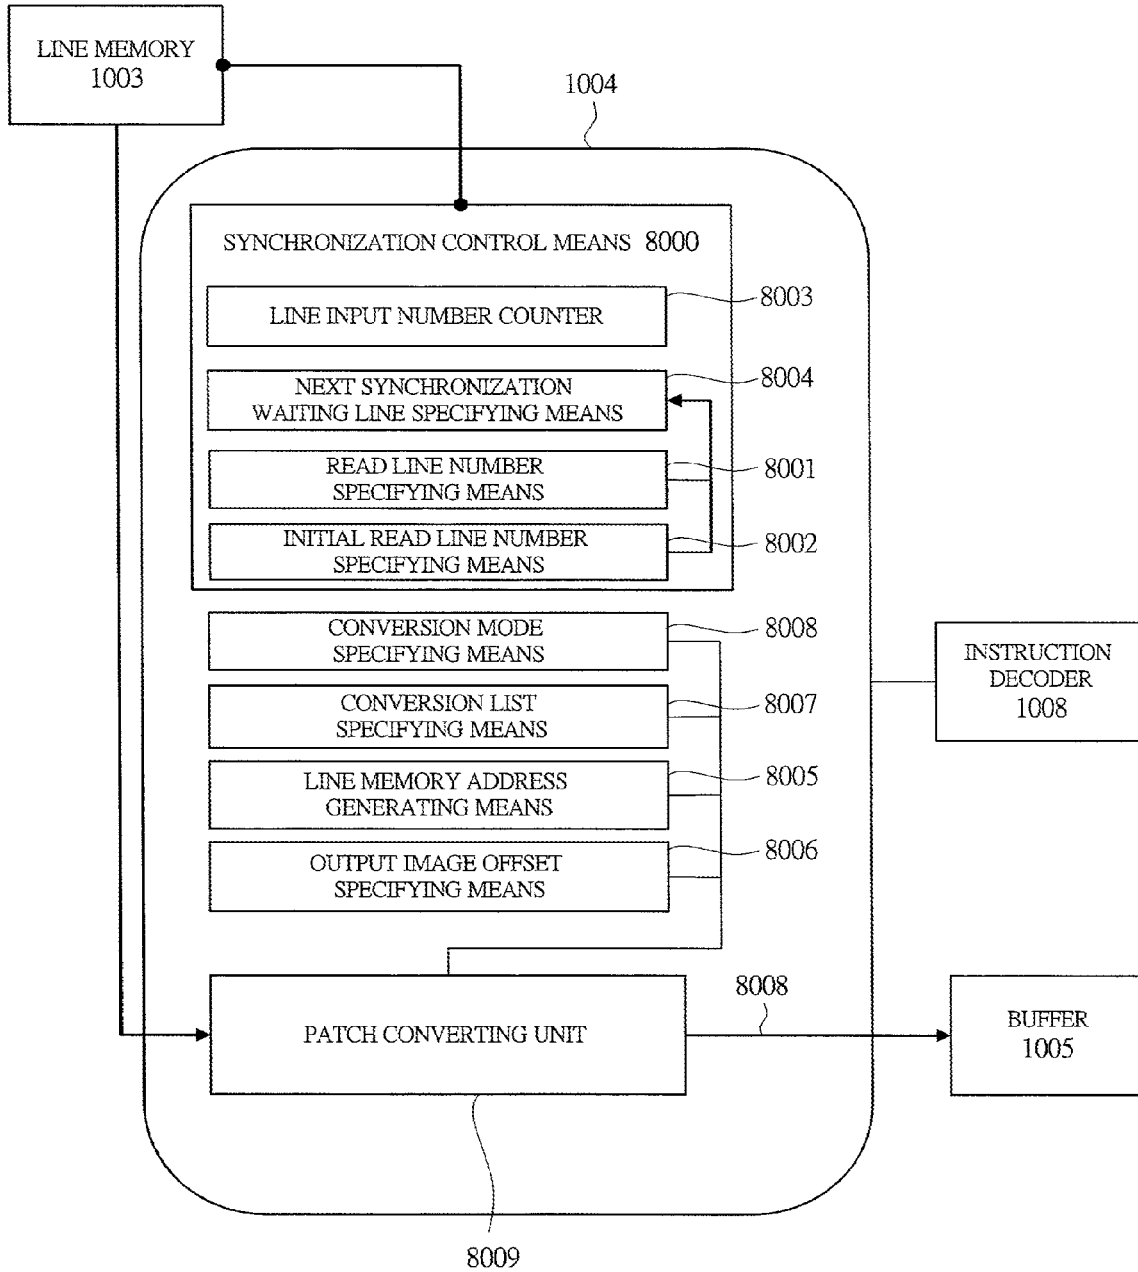 LINE MEMORY
1003
1004
SYNCHRONIZATION CONTROL MEANS 8000
LINE INPUT NUMBER COUNTER
8003
NEXT SYNCHRONIZATION
WAITING LINE SPECIFYING MEANS
8004
READ LINE NUMBER
SPECIFYING MEANS
8001
INITIAL READ LINE NUMBER
SPECIFYING MEANS
8002
CONVERSION MODE
SPECIFYING MEANS
8008
CONVERSION LIST
SPECIFYING MEANS
8007
LINE MEMORY ADDRESS
GENERATING MEANS
8005
OUTPUT IMAGE OFFSET
SPECIFYING MEANS
8006
INSTRUCTION
DECODER
1008
PATCH CONVERTING UNIT
8008
BUFFER
1005
8009